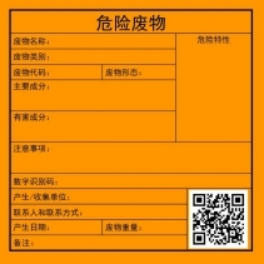 危险废物
废物名称： 危险特性
废物类别：
废物代码： 废物形态：
主要成分：
有害成分：
注意事项：
数字识别码：
产生/收集单位：
联系人和联系方式：
产生日期： 废物重量：
备注：